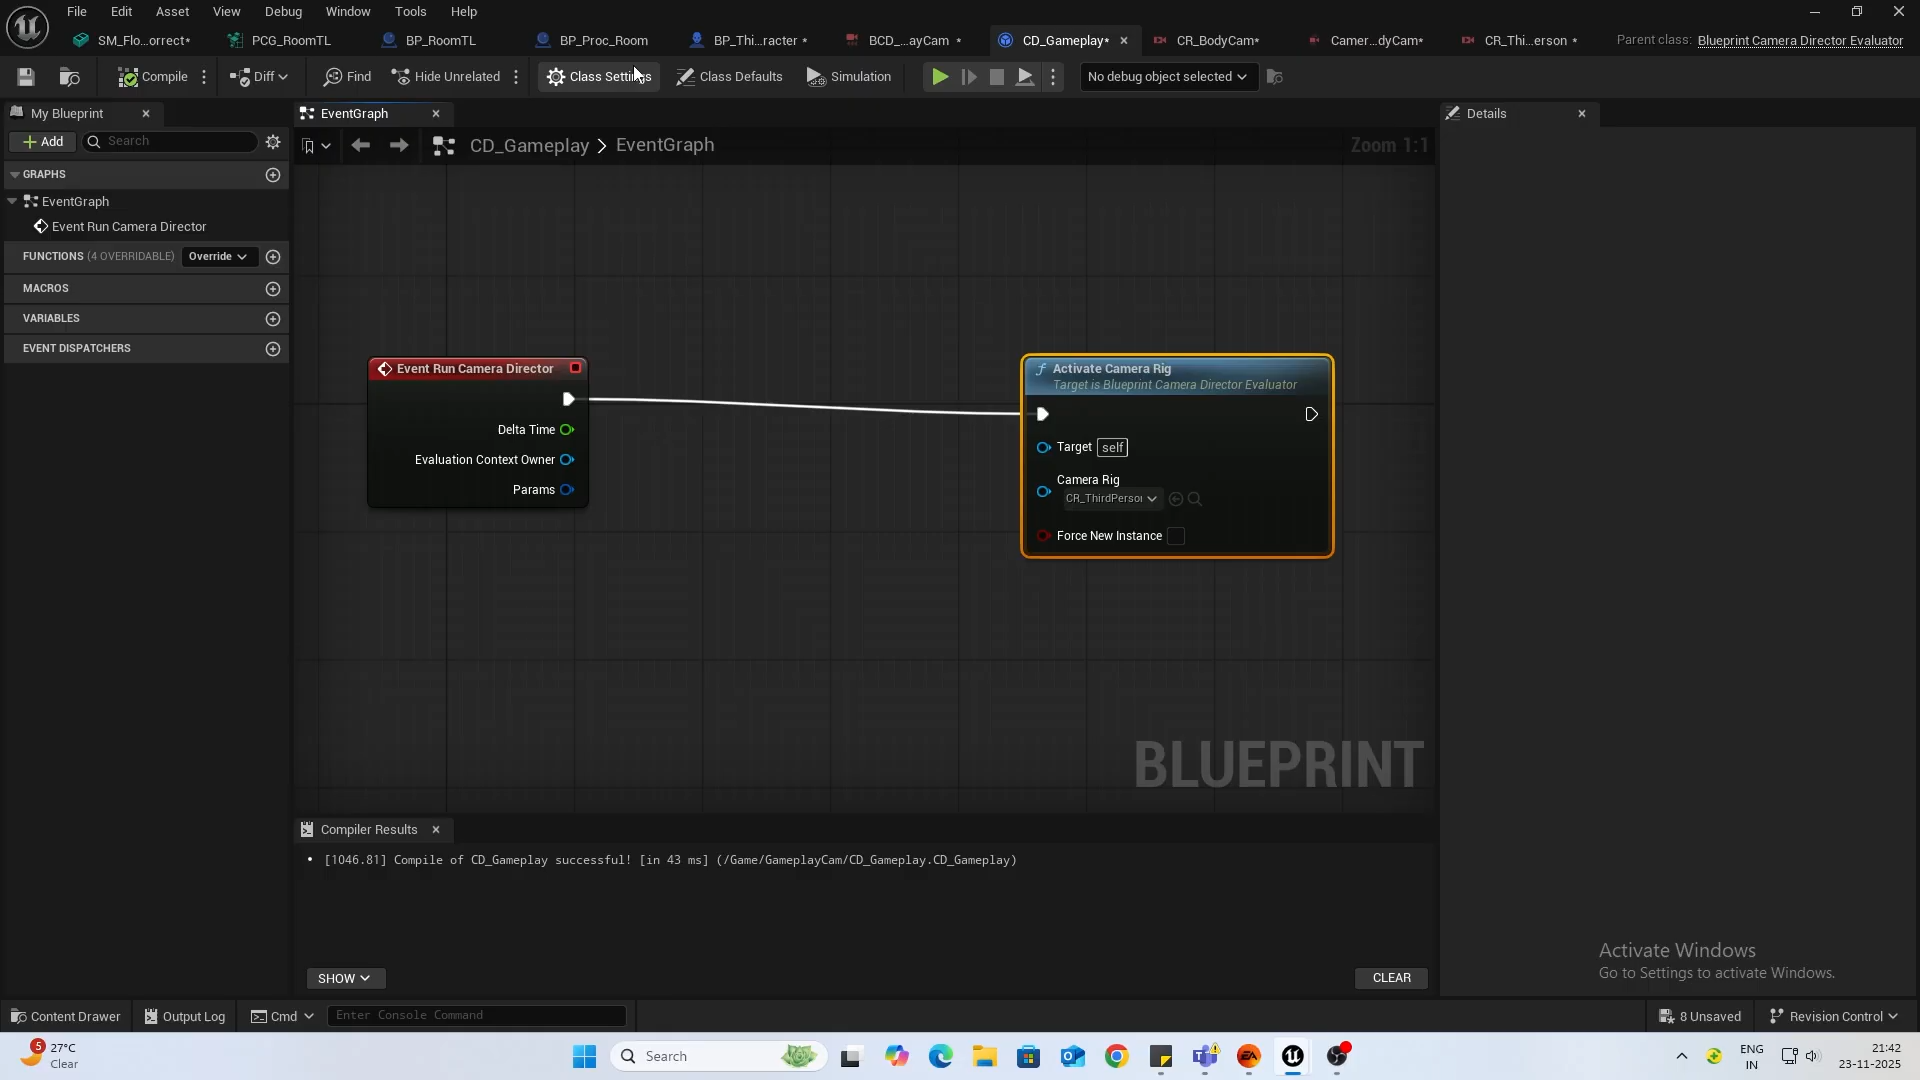 File Edit View Asset Debug Window Tools Help
SM_Flo...orrect* PCG_RoomTL BP_RoomTL BP_Proc_Room BP_Thi...racter * BCD_...ayCam * CD_Gameplay* CR_BodyCam* Camer...dyCam* CR_Thi...erson * Parent class: Blueprint Camera Director Evaluator
Compile Diff Find Hide Unrelated Class Settings Class Defaults Simulation No debug object selected
My Blueprint EventGraph Details
Add Search CD_Gameplay > EventGraph Zoom 1:1
GRAPHS
EventGraph
Event Run Camera Director
FUNCTIONS (4 OVERRIDABLE) Override
MACROS
VARIABLES
EVENT DISPATCHERS
Event Run Camera Director
Delta Time
Evaluation Context Owner
Params
Activate Camera Rig
Target is Blueprint Camera Director Evaluator
Target self
Camera Rig
CR_ThirdPerson
Force New Instance
BLUEPRINT
Compiler Results
• [1046.81] Compile of CD_Gameplay successful! [in 43 ms] (/Game/GameplayCam/CD_Gameplay.CD_Gameplay)
Activate Windows
Go to Settings to activate Windows.
SHOW CLEAR
Content Drawer Output Log Cmd Enter Console Command 8 Unsaved Revision Control
5 27°C
Clear
Search
ENG
IN
21:42
23-11-2025